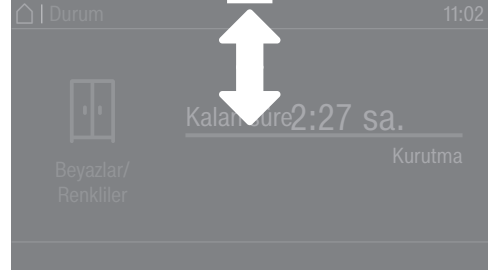 Durum 11:02
Kalan süre 2:27 sa.
Kurutma
Beyazlar/
Renkliler